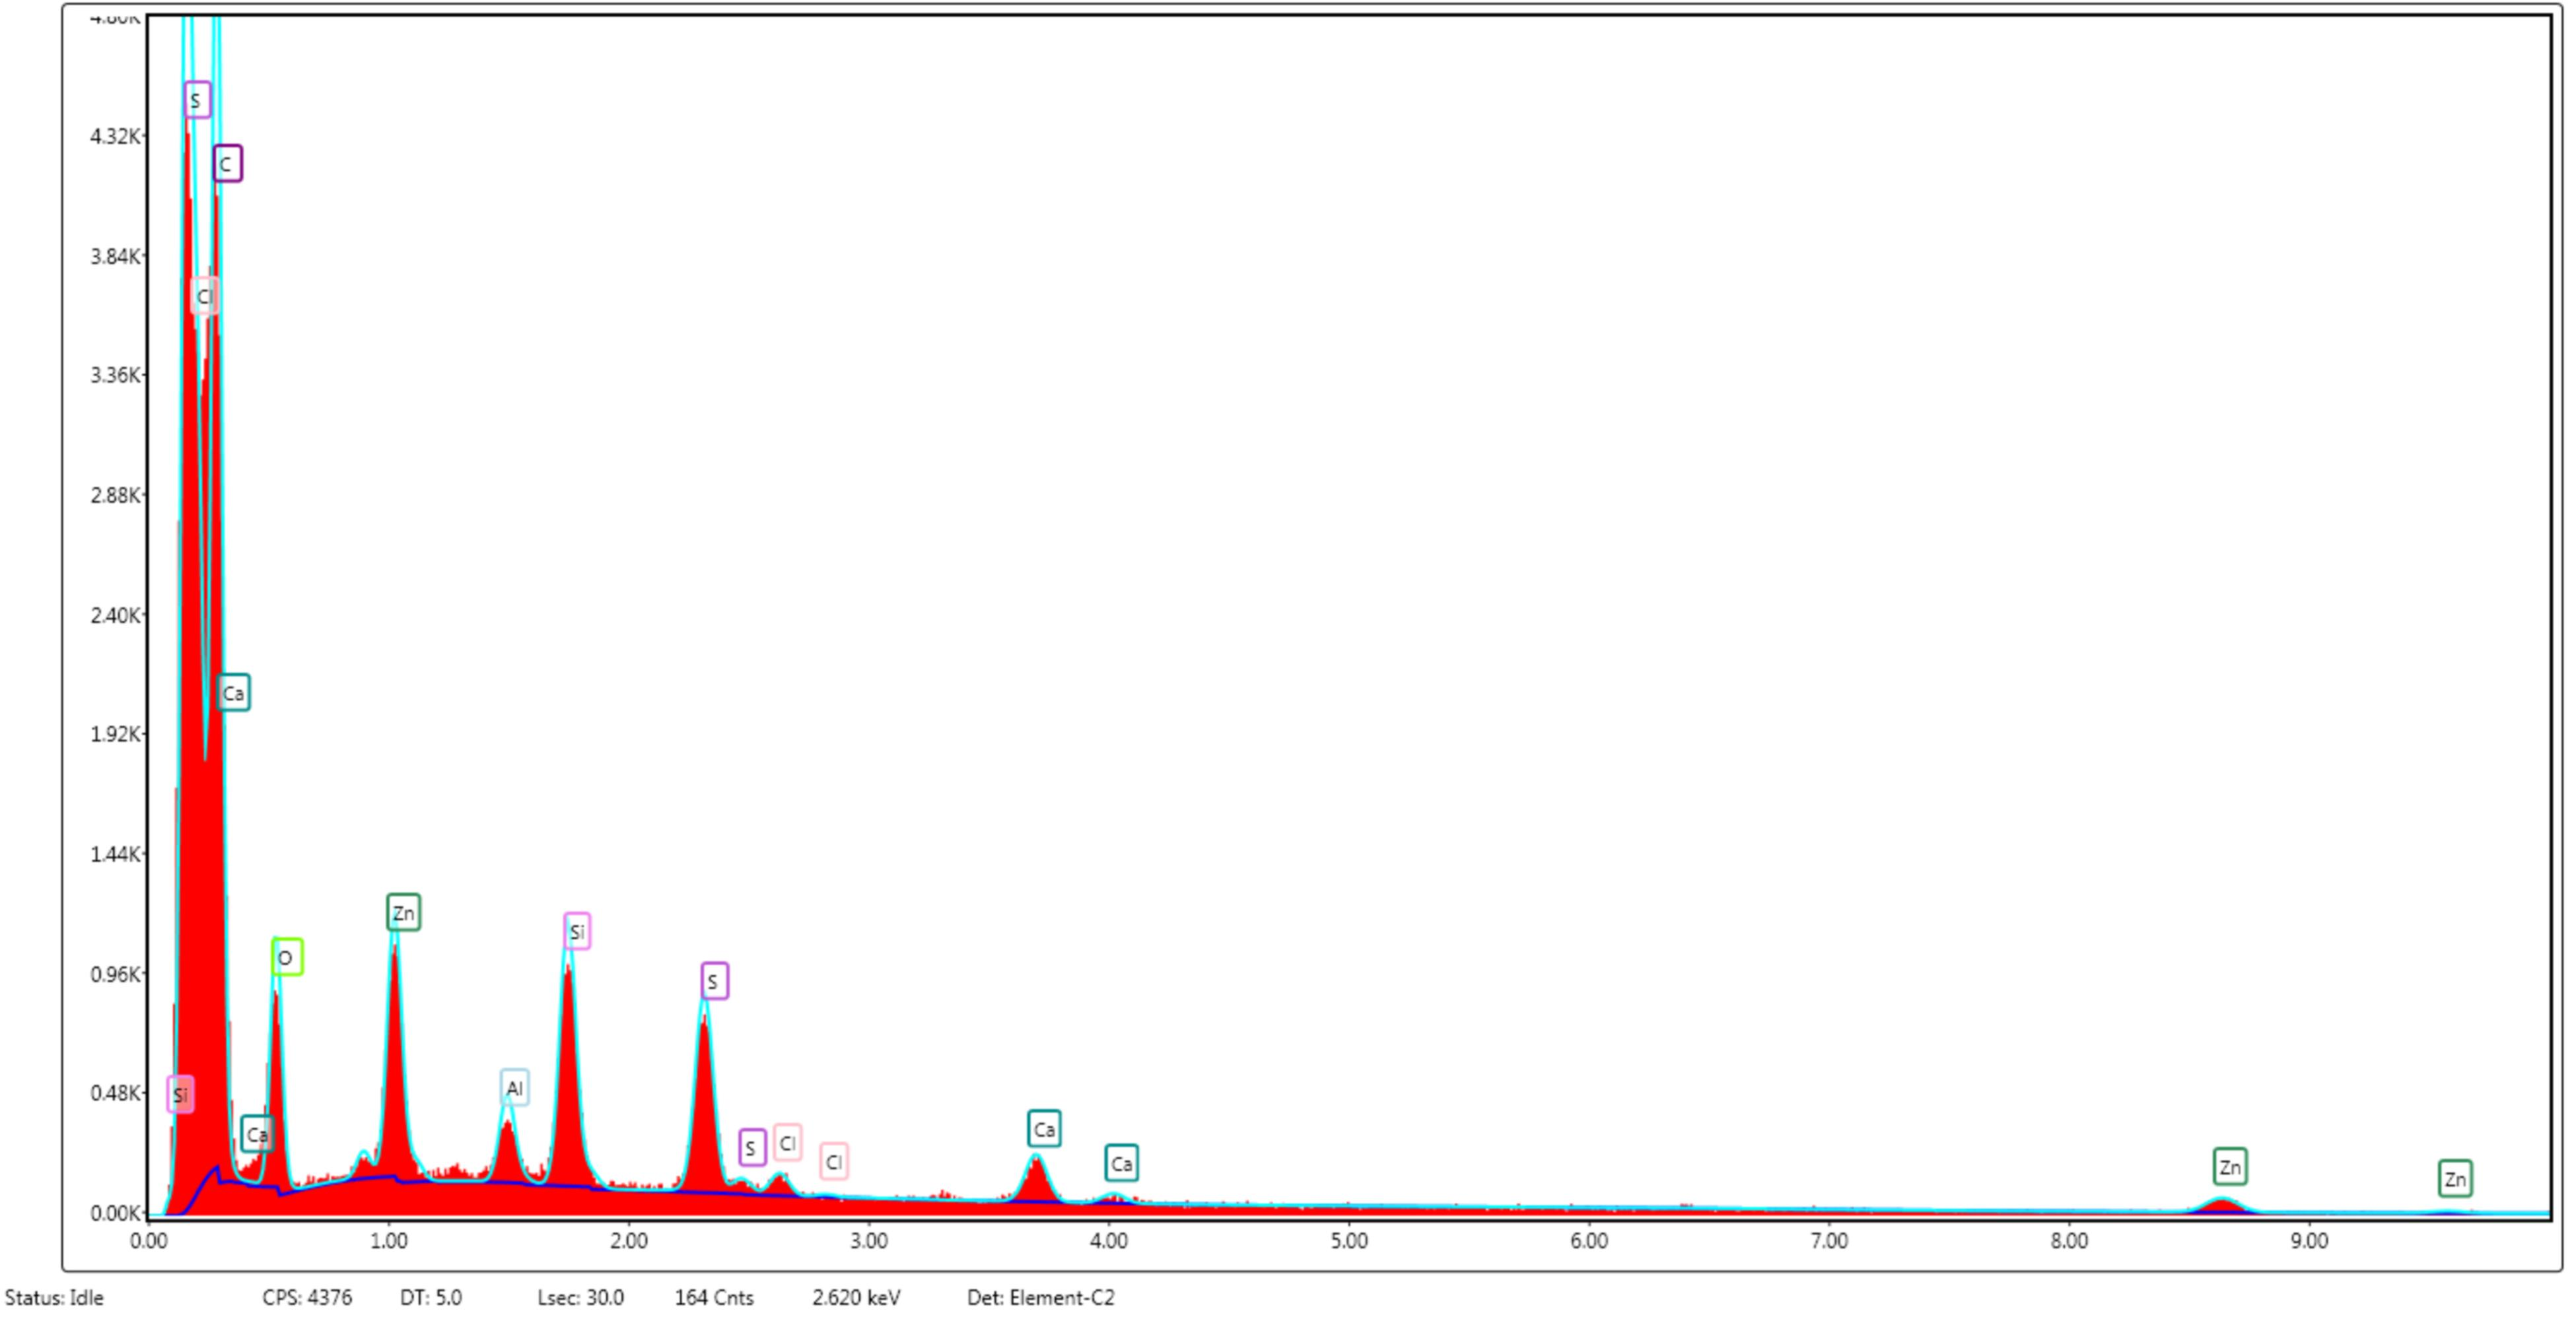 4.80K
S
4.32K
C
3.84K
Cl
3.36K
2.88K
2.40K
Ca
1.92K
1.44K
Zn
Si
O
0.96K
S
Al
0.48K
Si
Ca
Ca
Cl
S
Cl
Ca
Zn
Zn
0.00K
0.00 1.00 2.00 3.00 4.00 5.00 6.00 7.00 8.00 9.00
Status: Idle CPS: 4376 DT: 5.0 Lsec: 30.0 164 Cnts 2.620 keV Det: Element-C2